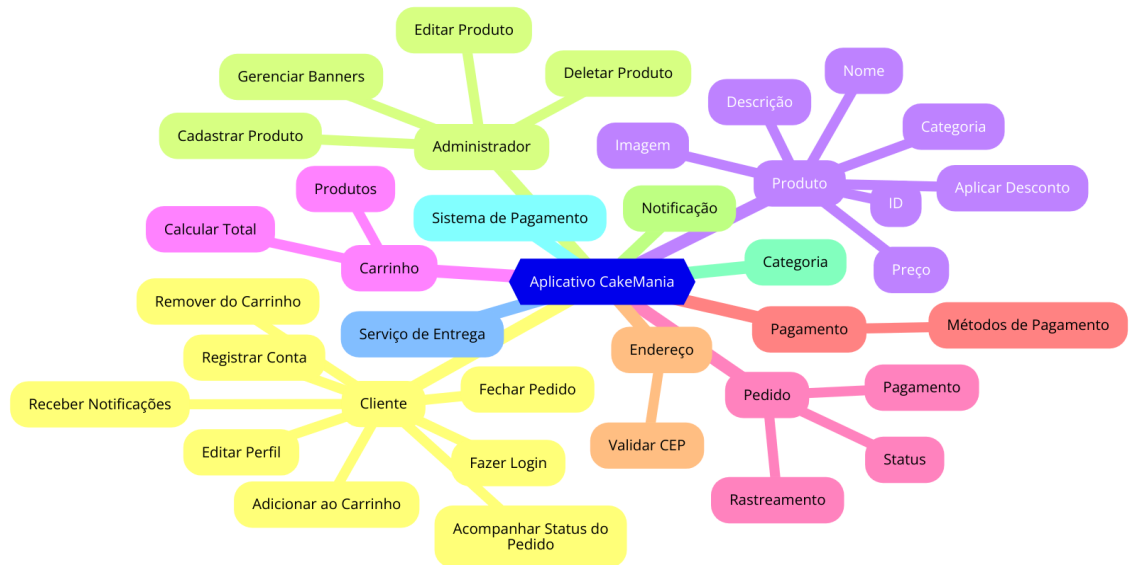 Editar Produto
Gerenciar Banners
Deletar Produto
Cadastrar Produto
Administrador
Nome
Descrição
Categoria
Imagem
Produto
Aplicar Desconto
ID
Preço
Produtos
Calcular Total
Carrinho
Sistema de Pagamento
Notificação
Categoria
Aplicativo CakeMania
Remover do Carrinho
Registrar Conta
Receber Notificações
Cliente
Editar Perfil
Adicionar ao Carrinho
Fechar Pedido
Fazer Login
Acompanhar Status do
Pedido
Serviço de Entrega
Endereço
Validar CEP
Pagamento
Métodos de Pagamento
Pedido
Pagamento
Status
Rastreamento